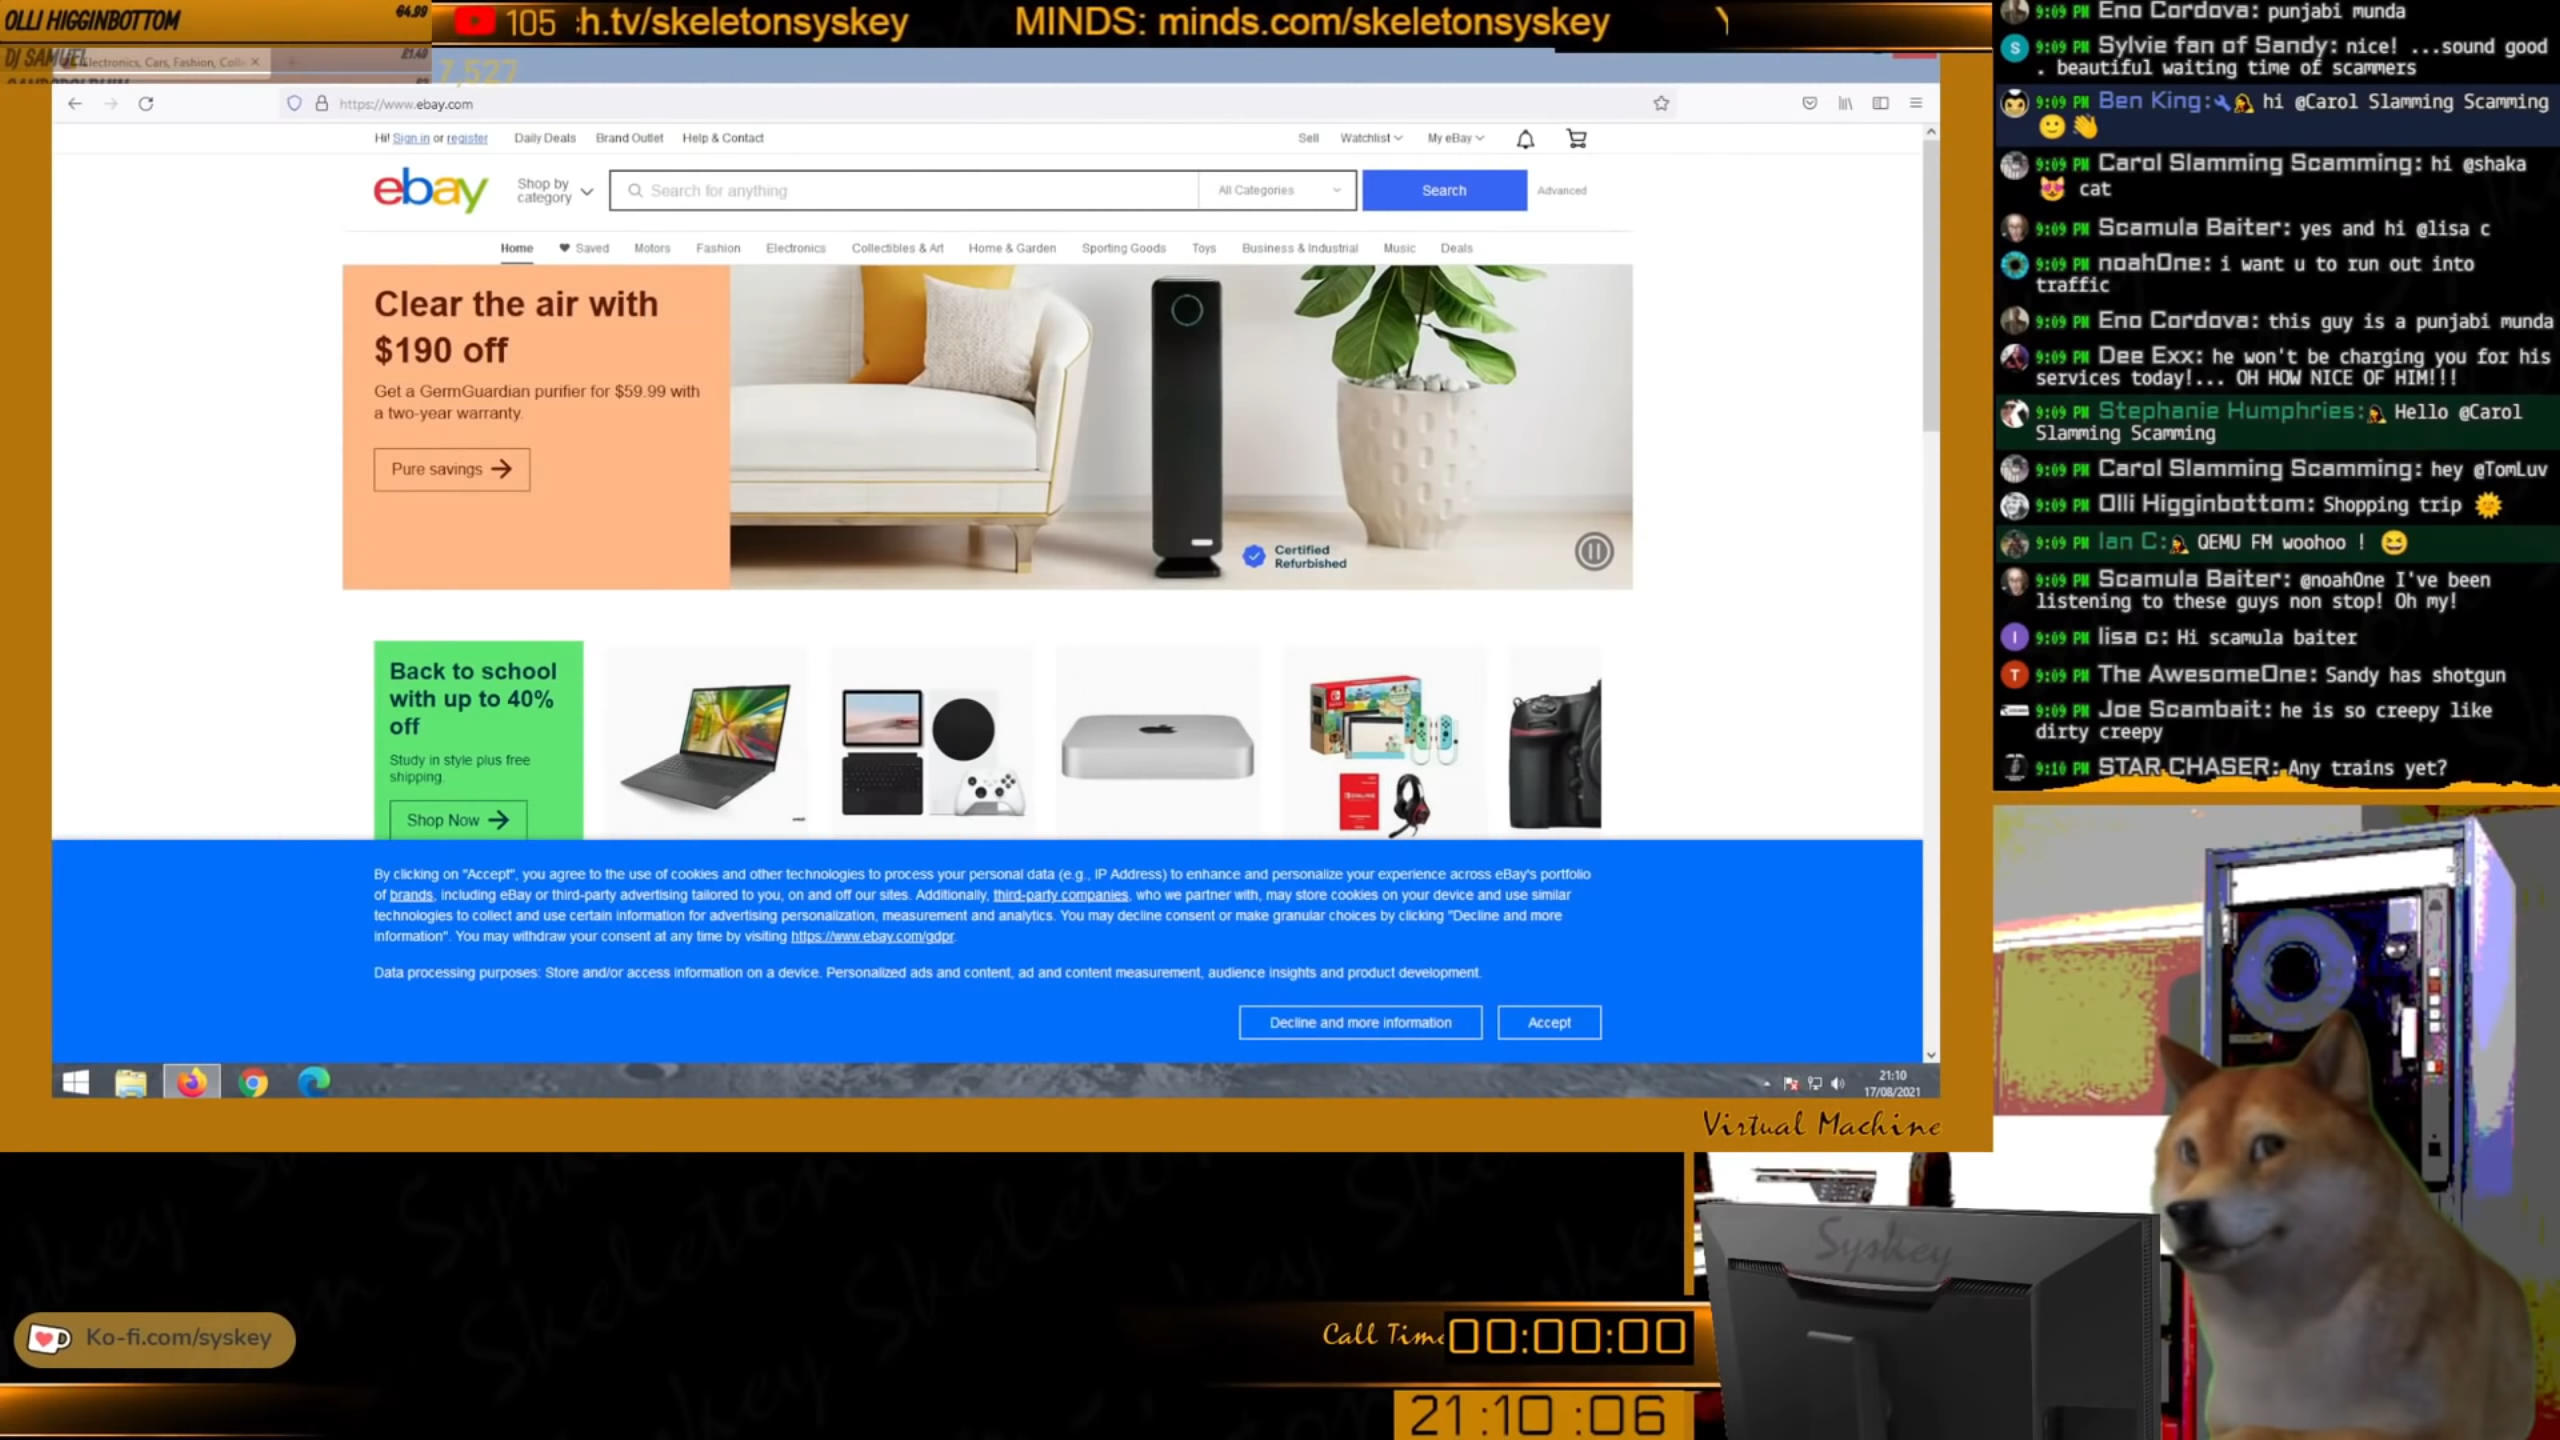 OLLI HIGGINBOTTOM
€4.99
105
h.tv/skeletonsyskey
MINDS: minds.com/skeletonsyskey
DJ SAMUEL
£1.40
Electronics, Cars, Fashion, Coll
7,527
https://www.ebay.com
Hi! Sign in or register
Daily Deals
Brand Outlet
Help & Contact
Sell
Watchlist
My eBay
ebay
Shop by
category
Search for anything
All Categories
Search
Advanced
Home
Saved
Motors
Fashion
Electronics
Collectibles & Art
Home & Garden
Sporting Goods
Toys
Business & Industrial
Music
Deals
Clear the air with
$190 off
Get a GermGuardian purifier for $59.99 with
a two-year warranty.
Pure savings
Certified
Refurbished
Back to school
with up to 40%
off
Study in style plus free
shipping.
Shop Now
By clicking on "Accept", you agree to the use of cookies and other technologies to process your personal data (e.g., IP Address) to enhance and personalize your experience across eBay's portfolio
of brands, including eBay or third-party advertising tailored to you, on and off our sites. Additionally, third-party companies, who we partner with, may store cookies on your device and use similar
technologies to collect and use certain information for advertising personalization, measurement and analytics. You may decline consent or make granular choices by clicking "Decline and more
information". You may withdraw your consent at any time by visiting https://www.ebay.com/gdpr.
Data processing purposes: Store and/or access information on a device. Personalized ads and content, ad and content measurement, audience insights and product development.
Decline and more information
Accept
21:10
17/08/2021
Virtual Machine
9:09 PM Eno Cordova: punjabi munda
S 9:09 PM Sylvie fan of Sandy: nice! ...sound good
. beautiful waiting time of scammers
9:09 PM Ben King: hi @Carol Slamming Scamming
🙂👋
9:09 PM Carol Slamming Scamming: hi @shaka
😻 cat
9:09 PM Scamula Baiter: yes and hi @lisa c
9:09 PM noahOne: i want u to run out into
traffic
9:09 PM Eno Cordova: this guy is a punjabi munda
9:09 PM Dee Exx: he won't be charging you for his
services today!... OH HOW NICE OF HIM!!!
9:09 PM Stephanie Humphries: Hello @Carol
Slamming Scamming
9:09 PM Carol Slamming Scamming: hey @TomLuv
9:09 PM Olli Higginbottom: Shopping trip 🌞
9:09 PM Ian C: QEMU FM woohoo ! 😆
9:09 PM Scamula Baiter: @noahOne I've been
listening to these guys non stop! Oh my!
l 9:09 PM lisa c: Hi scamula baiter
T 9:09 PM The AwesomeOne: Sandy has shotgun
9:09 PM Joe Scambait: he is so creepy like
dirty creepy
9:10 PM STAR CHASER: Any trains yet?
Syskey
Ko-fi.com/syskey
Call Time
00:00:00
21:10:06